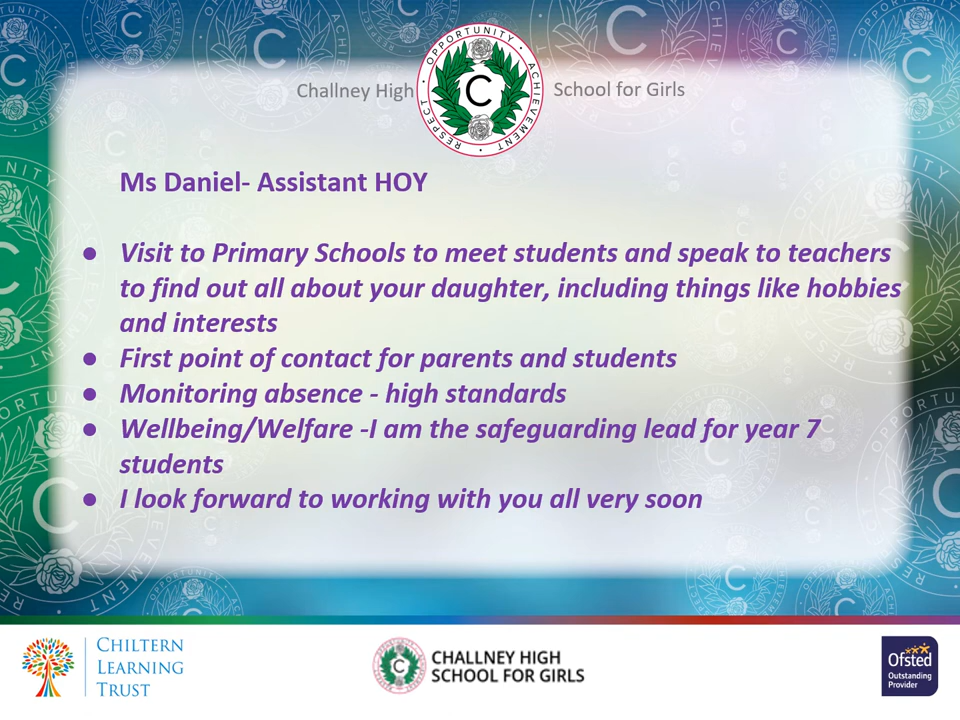 Challney High
School for Girls
OPPORTUNITY • ACHIEVEMENT • RESPECT •
C
Ms Daniel- Assistant HOY
● Visit to Primary Schools to meet students and speak to teachers
to find out all about your daughter, including things like hobbies
and interests
● First point of contact for parents and students
● Monitoring absence - high standards
● Wellbeing/Welfare -I am the safeguarding lead for year 7
students
● I look forward to working with you all very soon
CHILTERN
LEARNING
TRUST
C
CHALLNEY HIGH
SCHOOL FOR GIRLS
Ofsted
Outstanding
Provider